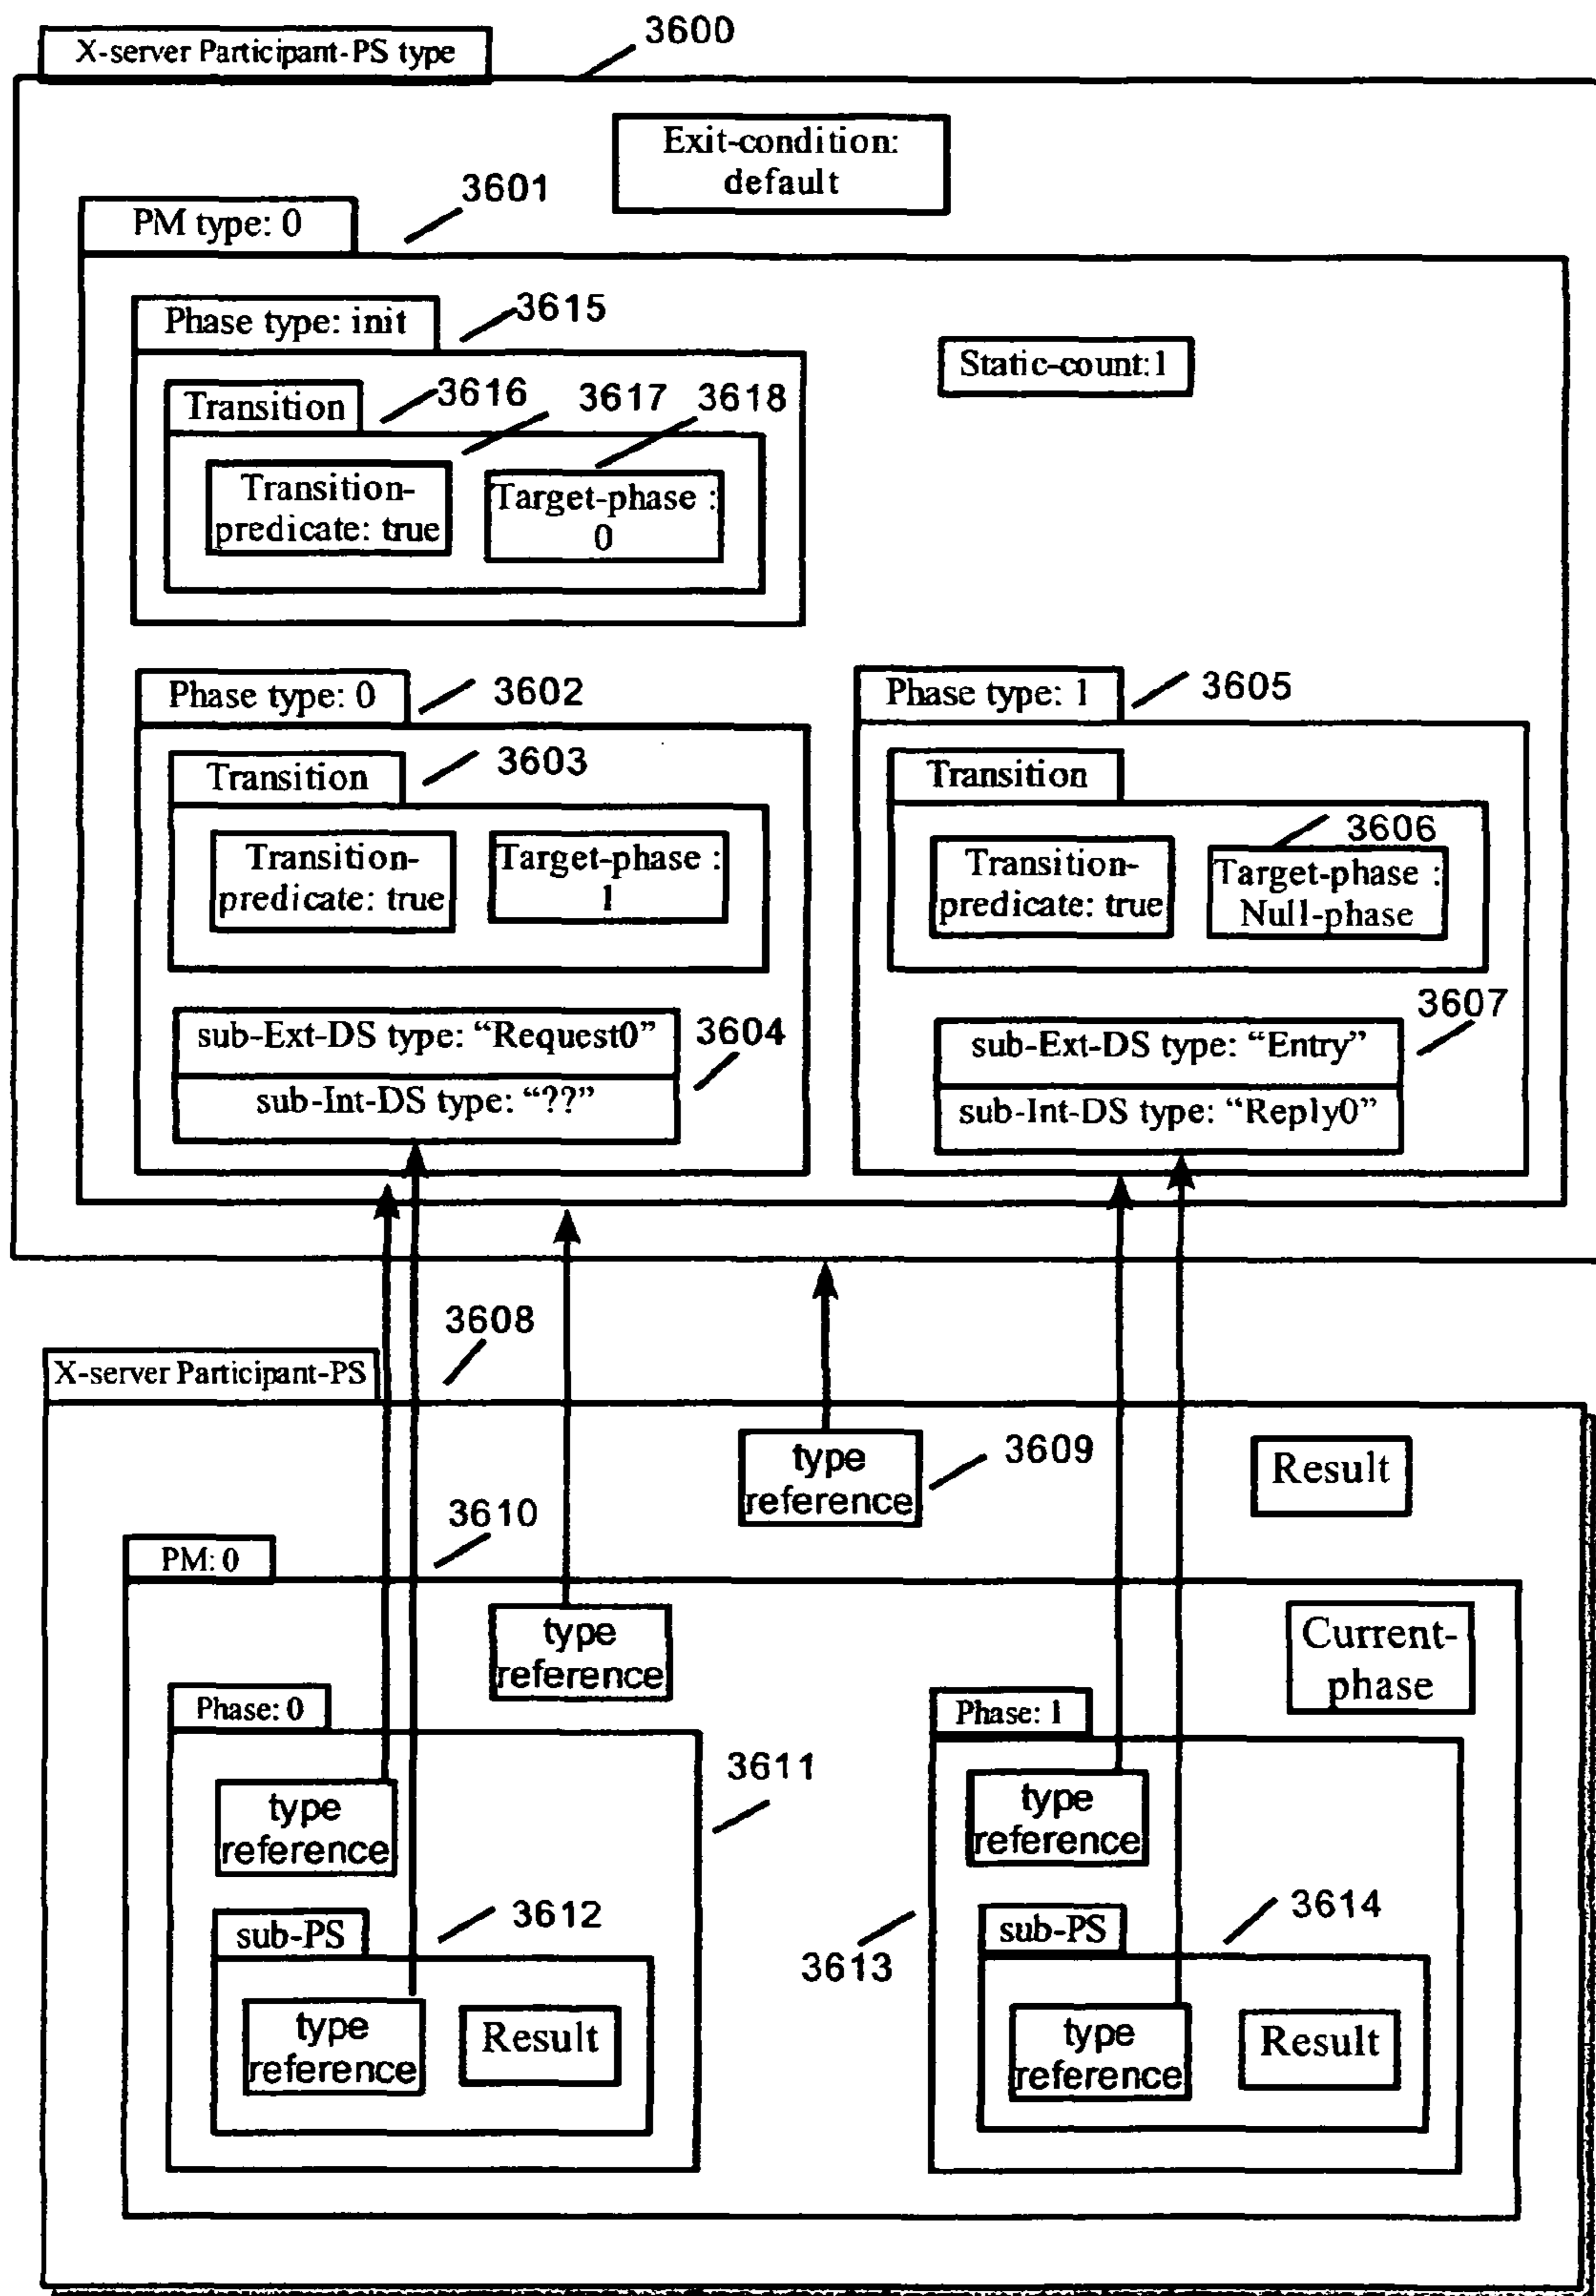 X-server Participant-PS type
3600
Exit-condition:
default
PM type: 0
3601
Phase type: init
3615
Static-count:1
Transition
3616
3617
3618
Transition-
predicate: true
Target-phase :
0
Phase type: 0
3602
Phase type: 1
3605
Transition
3603
Transition
Transition-
predicate: true
Target-phase :
1
Transition-
predicate: true
3606
Target-phase :
Null-phase
sub-Ext-DS type: “Request0”
3604
sub-Int-DS type: “??”
3607
sub-Ext-DS type: “Entry”
sub-Int-DS type: “Reply0”
3608
X-server Participant-PS
type
reference
3609
Result
3610
PM: 0
type
reference
Current-
phase
Phase: 0
Phase: 1
3611
type
reference
type
reference
3612
sub-PS
3613
3614
sub-PS
type
reference
Result
type
reference
Result